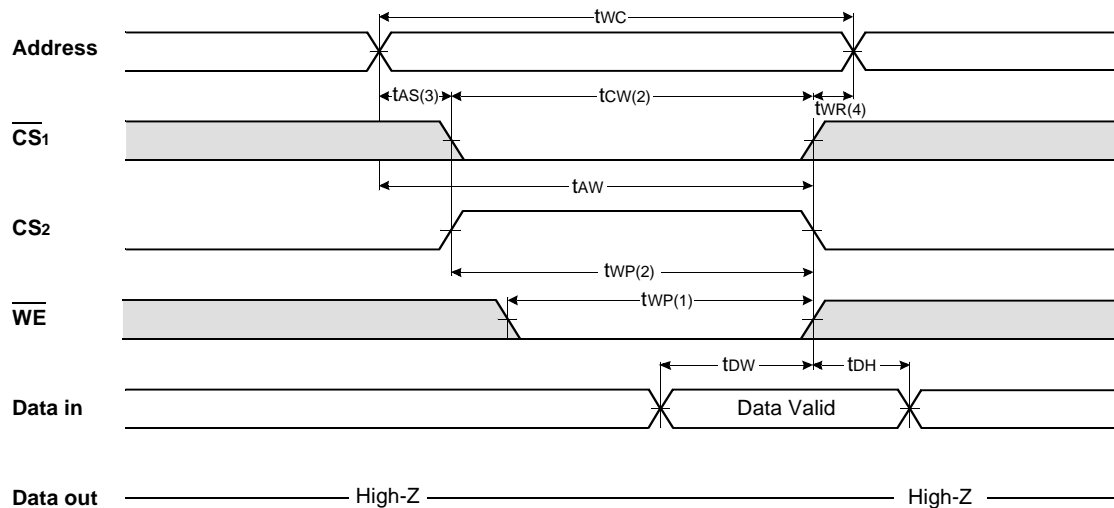 tWC
Address
tAS(3) tCW(2) tWR(4)
CS1
tAW
CS2
tWP(2)
WE
tWP(1)
tDW tDH
Data in Data Valid
Data out High-Z High-Z